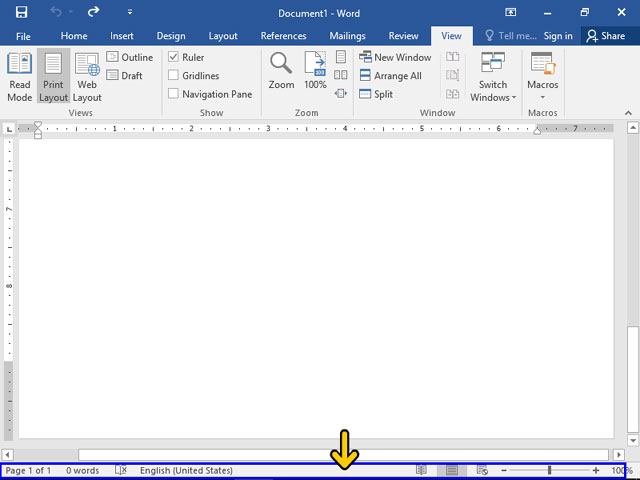 Document1 - Word
File Home Insert Design Layout References Mailings Review View Tell me... Sign in Share
Read Mode
Print Layout
Web Layout
Outline
Draft
Views
Ruler
Gridlines
Navigation Pane
Show
Zoom
100%
Zoom
New Window
Arrange All
Split
Switch Windows
Window
Macros
Macros
1 2 3 4 5 6 7
7
8
Page 1 of 1 0 words English (United States) 100%